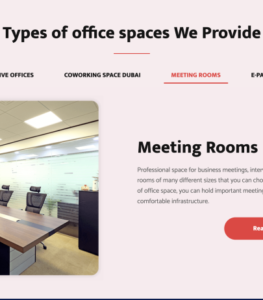 Types of office spaces We Provide
VE OFFICES
COWORKING SPACE DUBAI
MEETING ROOMS
E-PA
Meeting Rooms
Professional space for business meetings, inter
rooms of many different sizes that you can cho
of office space, you can hold important meeting
comfortable infrastructure.
Rea